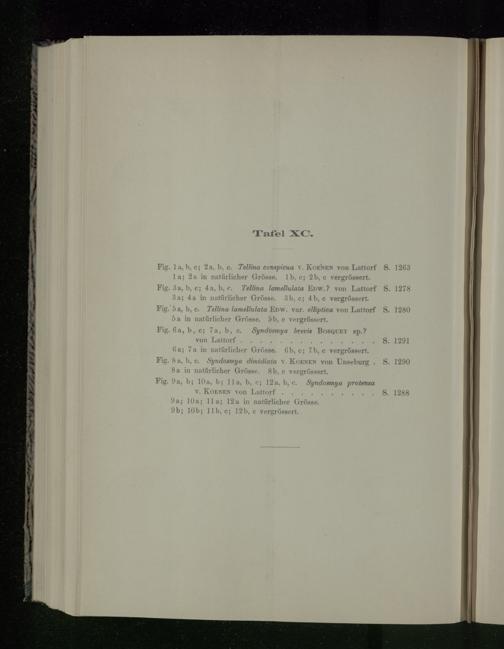 Tafel XC.
Fig. 1a, b, c; 2a, b, c. Tellina conspicua v. Koenen von Lattorf S. 1263
1a; 2a in natürlicher Grösse. 1b, c; 2b, c vergrössert.
Fig. 3a, b, c; 4a, b, c. Tellina lamellulata Edw.? von Lattorf S. 1278
3a; 4a in natürlicher Grösse. 3b, c; 4b, c vergrössert.
Fig. 5a, b, c. Tellina lamellulata Edw. var. elliptica von Lattorf S. 1280
5a in natürlicher Grösse. 5b, c vergrössert.
Fig. 6a, b, c; 7a, b, c. Syndosmya brevis Bosquet sp.?
von Lattorf . . . . . . . . . . . . . S. 1291
6a; 7a in natürlicher Grösse. 6b, c; 7b, c vergrössert.
Fig. 8a, b, c. Syndosmya dimidiata v. Koenen von Unseburg . S. 1290
8a in natürlicher Grösse. 8b, c vergrössert.
Fig. 9a, b; 10a, b; 11a, b, c; 12a, b, c. Syndosmya protensa
v. Koenen von Lattorf . . . . . . . . . . S. 1288
9a; 10a; 11a; 12a in natürlicher Grösse.
9b; 10b; 11b, c; 12b, c vergrössert.